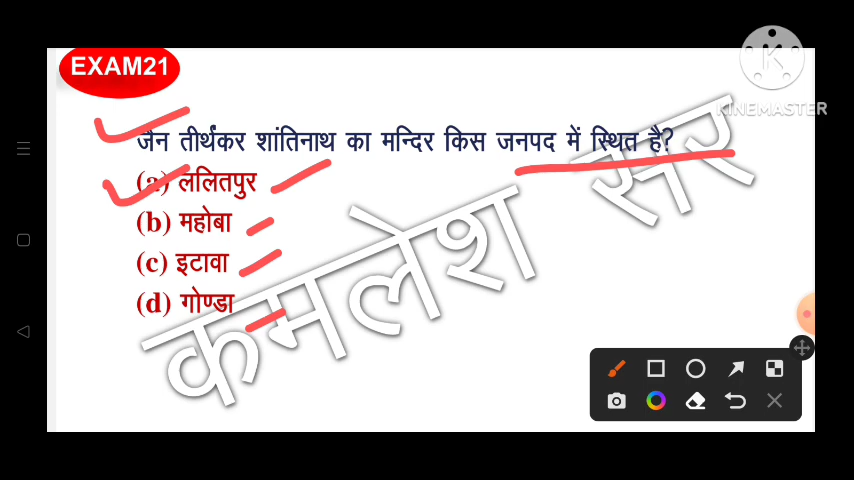 EXAM21
KINEMASTER
जैन तीर्थंकर शांतिनाथ का मन्दिर किस जनपद में स्थित है?
(a) ललितपुर
(b) महोबा
(c) इटावा
(d) गोण्डा
कमलेश सर